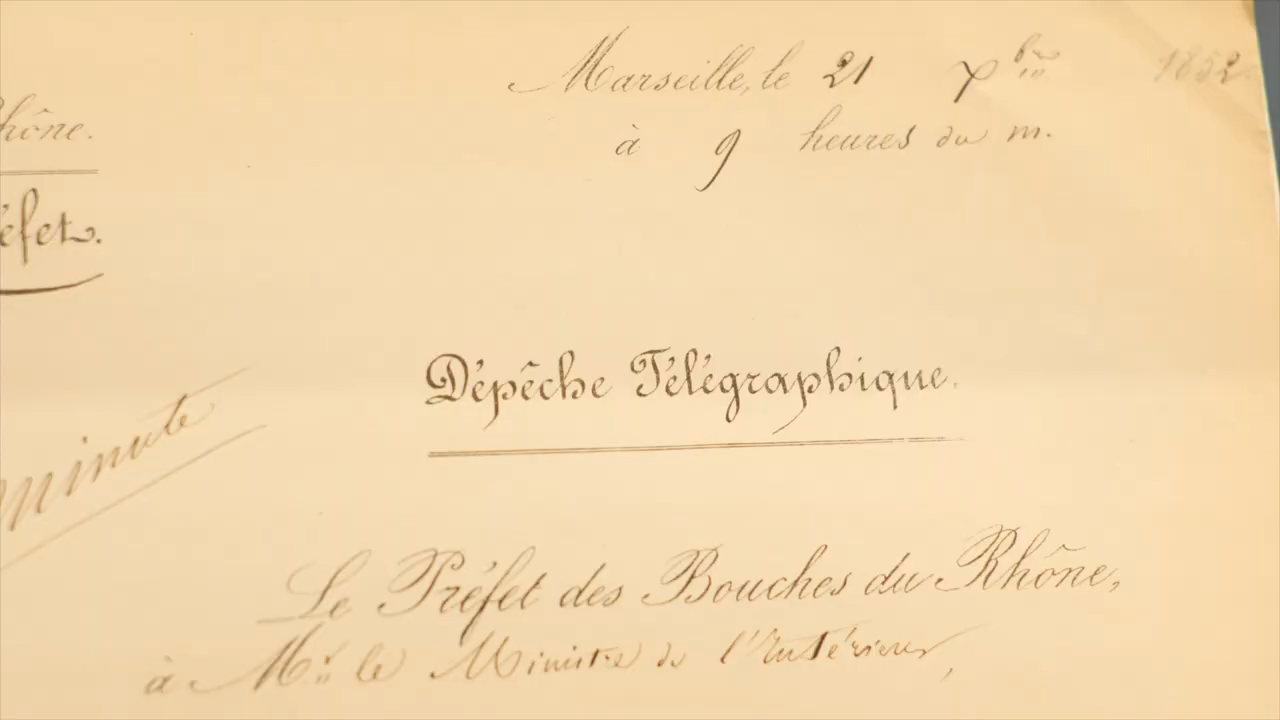 Marseille, le 21 Xbre 1852
à 9 heures du m.
hône.
éfet.
Dépêche Télégraphique.
minute
Le Préfet des Bouches du Rhône,
à Mr. le Ministre de l'Intérieur,